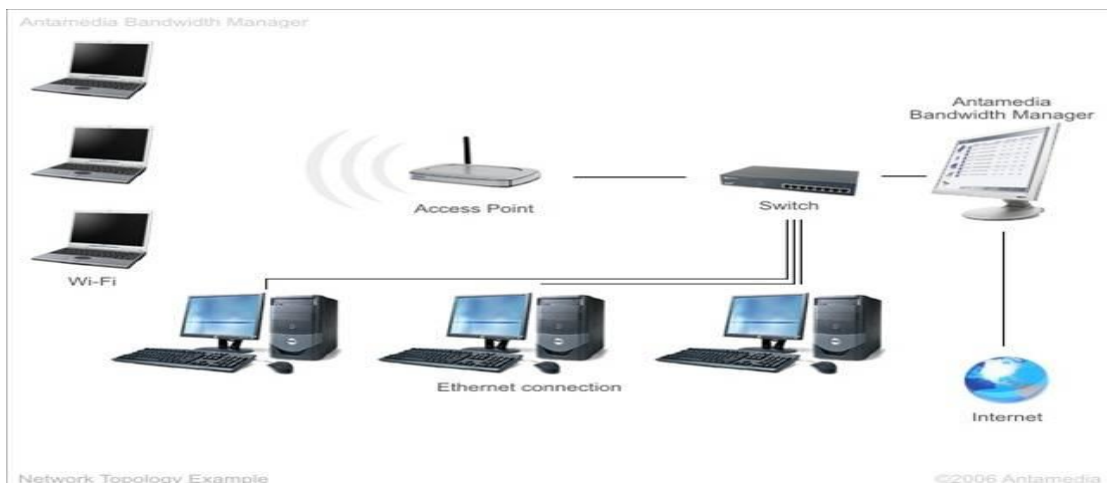 Antamedia Bandwidth Manager
Antamedia
Bandwidth Manager
Access Point
Switch
Wi-Fi
Ethernet connection
Internet
Network Topology Example
©2006 Antamedia